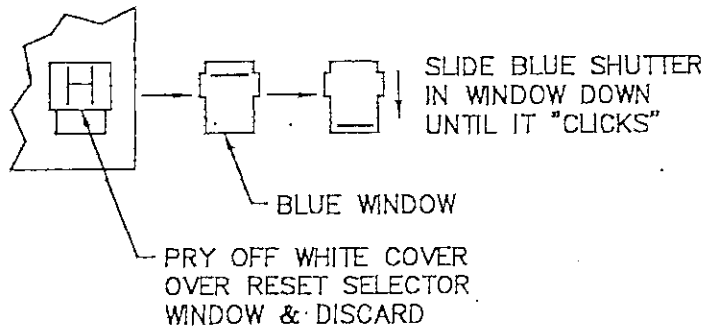 H
SLIDE BLUE SHUTTER
IN WINDOW DOWN
UNTIL IT "CLICKS"
BLUE WINDOW
PRY OFF WHITE COVER
OVER RESET SELECTOR
WINDOW & DISCARD